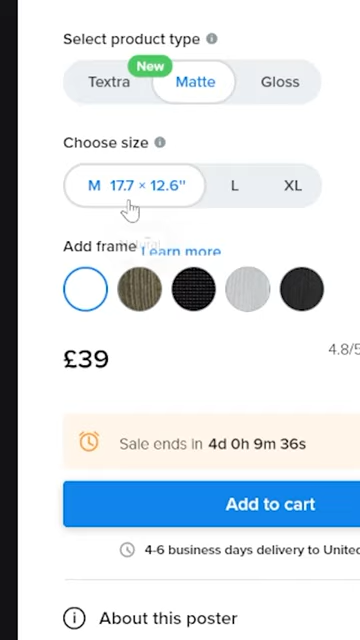 Select product type
New
Textra Matte Gloss
Choose size
M 17.7 × 12.6" L XL
Add frame Learn more
£39
4.8/5
Sale ends in 4d 0h 9m 36s
Add to cart
4-6 business days delivery to United
About this poster